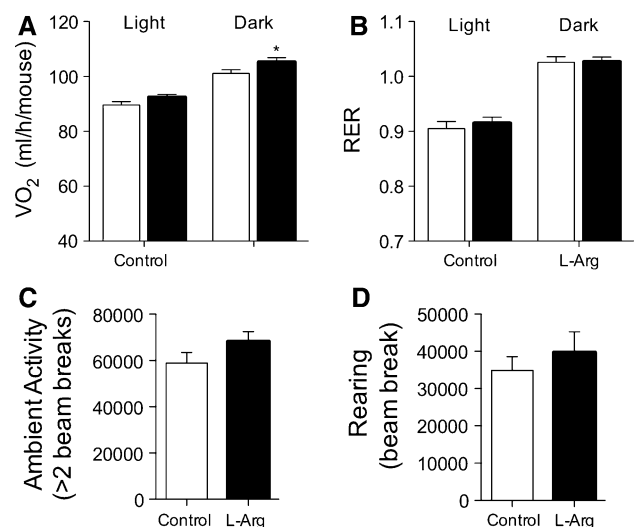 A
Light
Dark
VO2 (ml/h/mouse)
120
100
80
60
40
*
Control
B
Light
Dark
RER
1.1
1.0
0.9
0.8
0.7
Control
L-Arg
C
Ambient Activity
(>2 beam breaks)
80000
60000
40000
20000
0
Control
L-Arg
D
Rearing
(beam break)
50000
40000
30000
20000
10000
0
Control
L-Arg